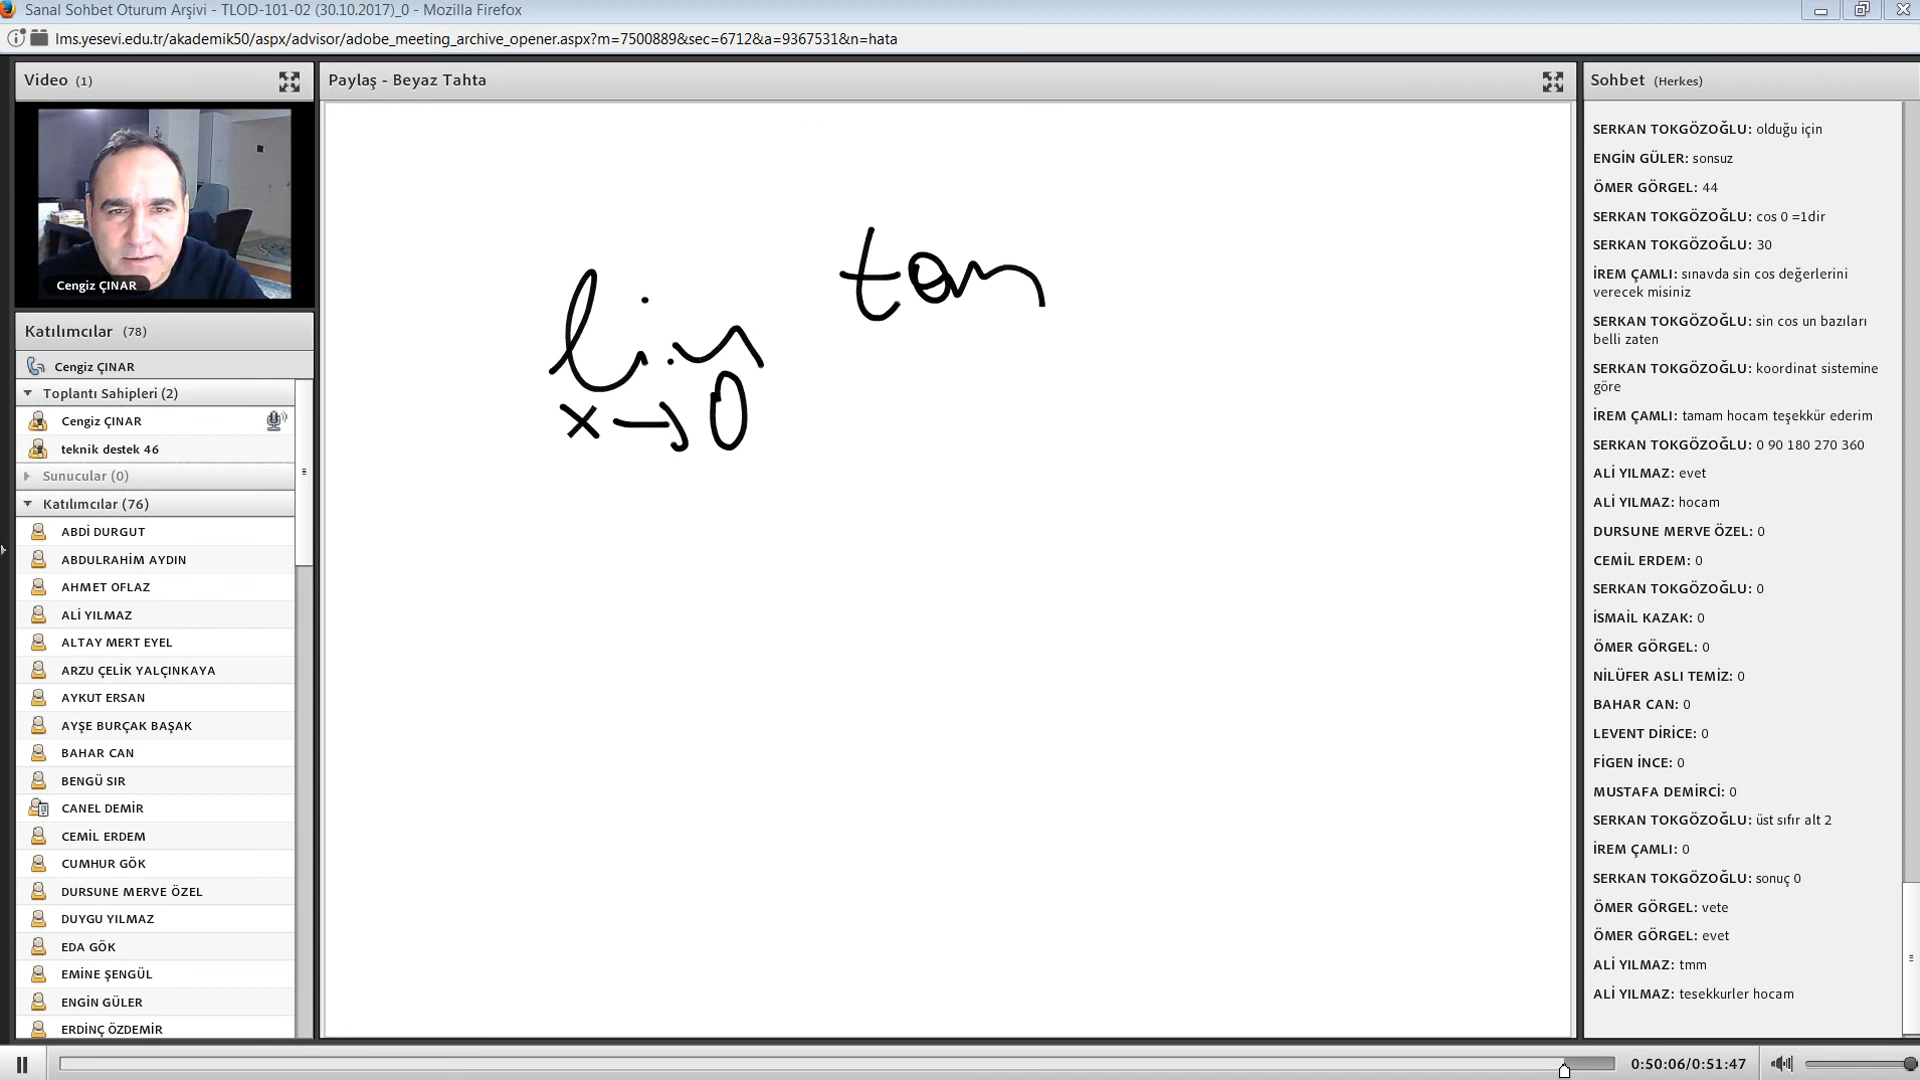 Sanal Sohbet Oturum Arşivi - TLOD-101-02 (30.10.2017)_0 - Mozilla Firefox
lms.yesevi.edu.tr/akademik50/aspx/advisor/adobe_meeting_archive_opener.aspx?m=7500889&sec=6712&a=9367531&n=hata
Video (1)
Cengiz ÇINAR
Katılımcılar (78)
Cengiz ÇINAR
Toplantı Sahipleri (2)
Cengiz ÇINAR
teknik destek 46
Sunucular (0)
Katılımcılar (76)
ABDİ DURGUT
ABDULRAHİM AYDIN
AHMET OFLAZ
ALİ YILMAZ
ALTAY MERT EYEL
ARZU ÇELİK YALÇINKAYA
AYKUT ERSAN
AYŞE BURÇAK BAŞAK
BAHAR CAN
BENGÜ SIR
CANEL DEMİR
CEMİL ERDEM
CUMHUR GÖK
DURSUNE MERVE ÖZEL
DUYGU YILMAZ
EDA GÖK
EMİNE ŞENGÜL
ENGİN GÜLER
ERDİNÇ ÖZDEMİR
Paylaş - Beyaz Tahta
lim tan
x→0
Sohbet (Herkes)
SERKAN TOKGÖZOĞLU: olduğu için
ENGİN GÜLER: sonsuz
ÖMER GÖRGEL: 44
SERKAN TOKGÖZOĞLU: cos 0 =1dir
SERKAN TOKGÖZOĞLU: 30
İREM ÇAMLI: sınavda sin cos değerlerini
verecek misiniz
SERKAN TOKGÖZOĞLU: sin cos un bazıları
belli zaten
SERKAN TOKGÖZOĞLU: koordinat sistemine
göre
İREM ÇAMLI: tamam hocam teşekkür ederim
SERKAN TOKGÖZOĞLU: 0 90 180 270 360
ALİ YILMAZ: evet
ALİ YILMAZ: hocam
DURSUNE MERVE ÖZEL: 0
CEMİL ERDEM: 0
SERKAN TOKGÖZOĞLU: 0
İSMAİL KAZAK: 0
ÖMER GÖRGEL: 0
NİLÜFER ASLI TEMİZ: 0
BAHAR CAN: 0
LEVENT DİRİCE: 0
FİGEN İNCE: 0
MUSTAFA DEMİRCİ: 0
SERKAN TOKGÖZOĞLU: üst sıfır alt 2
İREM ÇAMLI: 0
SERKAN TOKGÖZOĞLU: sonuç 0
ÖMER GÖRGEL: vete
ÖMER GÖRGEL: evet
ALİ YILMAZ: tmm
ALİ YILMAZ: tesekkurler hocam
0:50:06/0:51:47